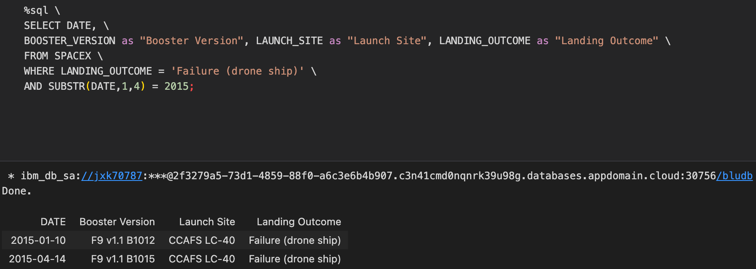 %sql \
SELECT DATE, \
BOOSTER_VERSION as "Booster Version", LAUNCH_SITE as "Launch Site", LANDING_OUTCOME as "Landing Outcome" \
FROM SPACEX \
WHERE LANDING_OUTCOME = 'Failure (drone ship)' \
AND SUBSTR(DATE,1,4) = 2015;
* ibm_db_sa://jxk70787:***@2f3279a5-73d1-4859-88f0-a6c3e6b4b907.c3n41cmd0nqnrk39u98g.databases.appdomain.cloud:30756/bludb
Done.
DATE Booster Version Launch Site Landing Outcome
2015-01-10 F9 v1.1 B1012 CCAFS LC-40 Failure (drone ship)
2015-04-14 F9 v1.1 B1015 CCAFS LC-40 Failure (drone ship)